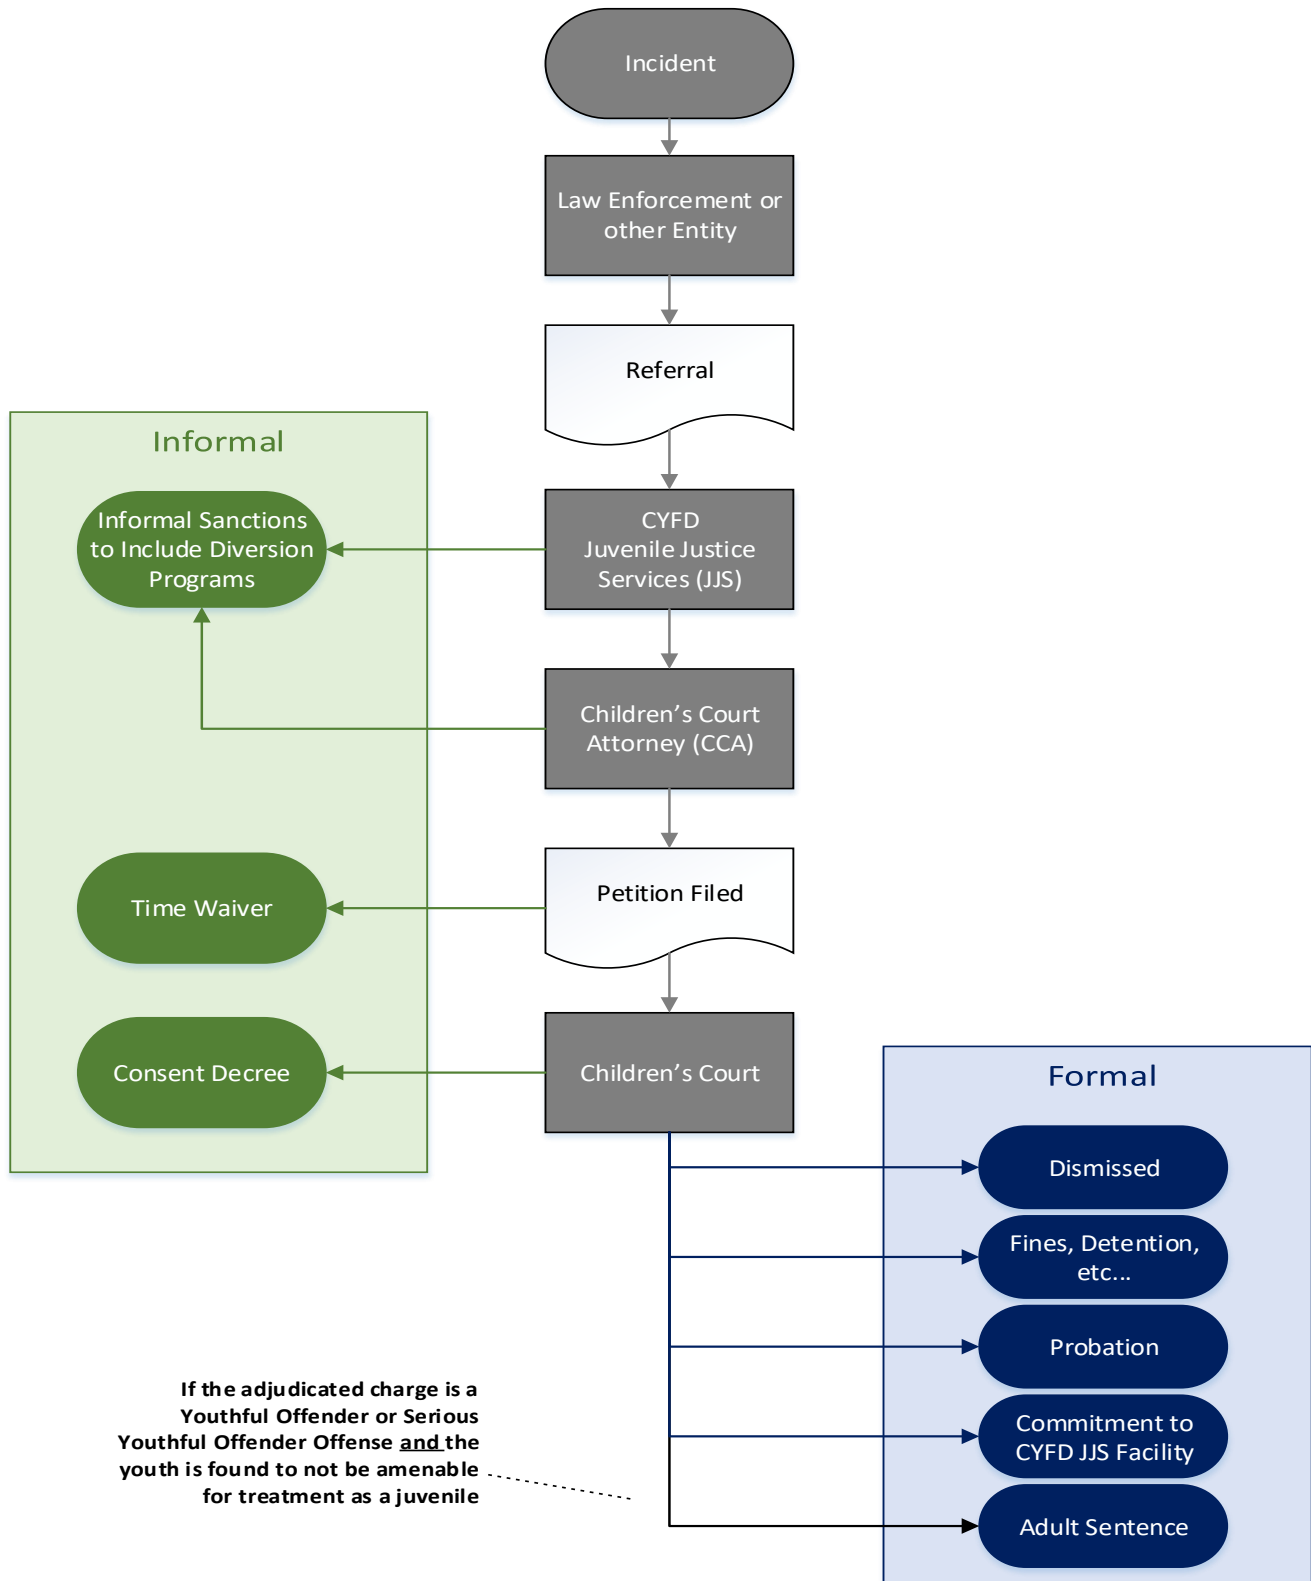 Incident
Law Enforcement or
other Entity
Referral
Informal
Informal Sanctions
to Include Diversion
Programs
CYFD
Juvenile Justice
Services (JJS)
Children’s Court
Attorney (CCA)
Petition Filed
Time Waiver
Children’s Court
Consent Decree
Formal
Dismissed
Fines, Detention,
etc...
Probation
Commitment to
CYFD JJS Facility
Adult Sentence
If the adjudicated charge is a
Youthful Offender or Serious
Youthful Offender Offense and the
youth is found to not be amenable
for treatment as a juvenile